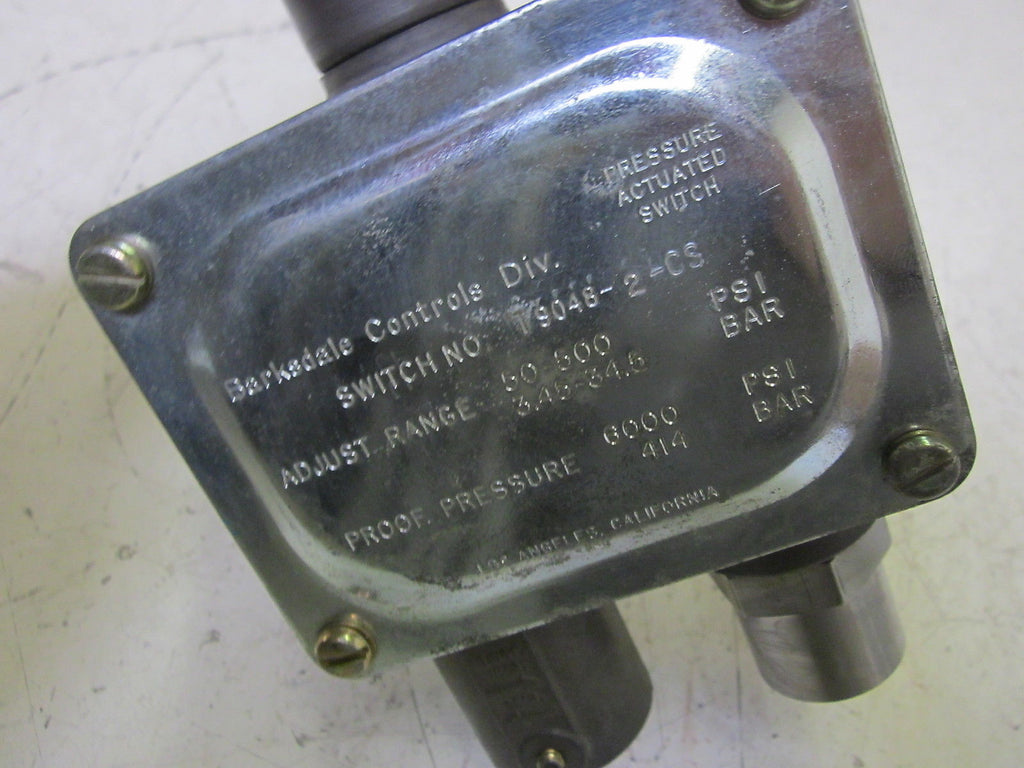 PRESSURE
ACTUATED
SWITCH
Barksdale Controls Div.
SWITCH NO. T9048-2-CS
ADJUST. RANGE 50-500 PSI
3.45-34.5 BAR
PROOF. PRESSURE 6000 PSI
414 BAR
LOS ANGELES, CALIFORNIA